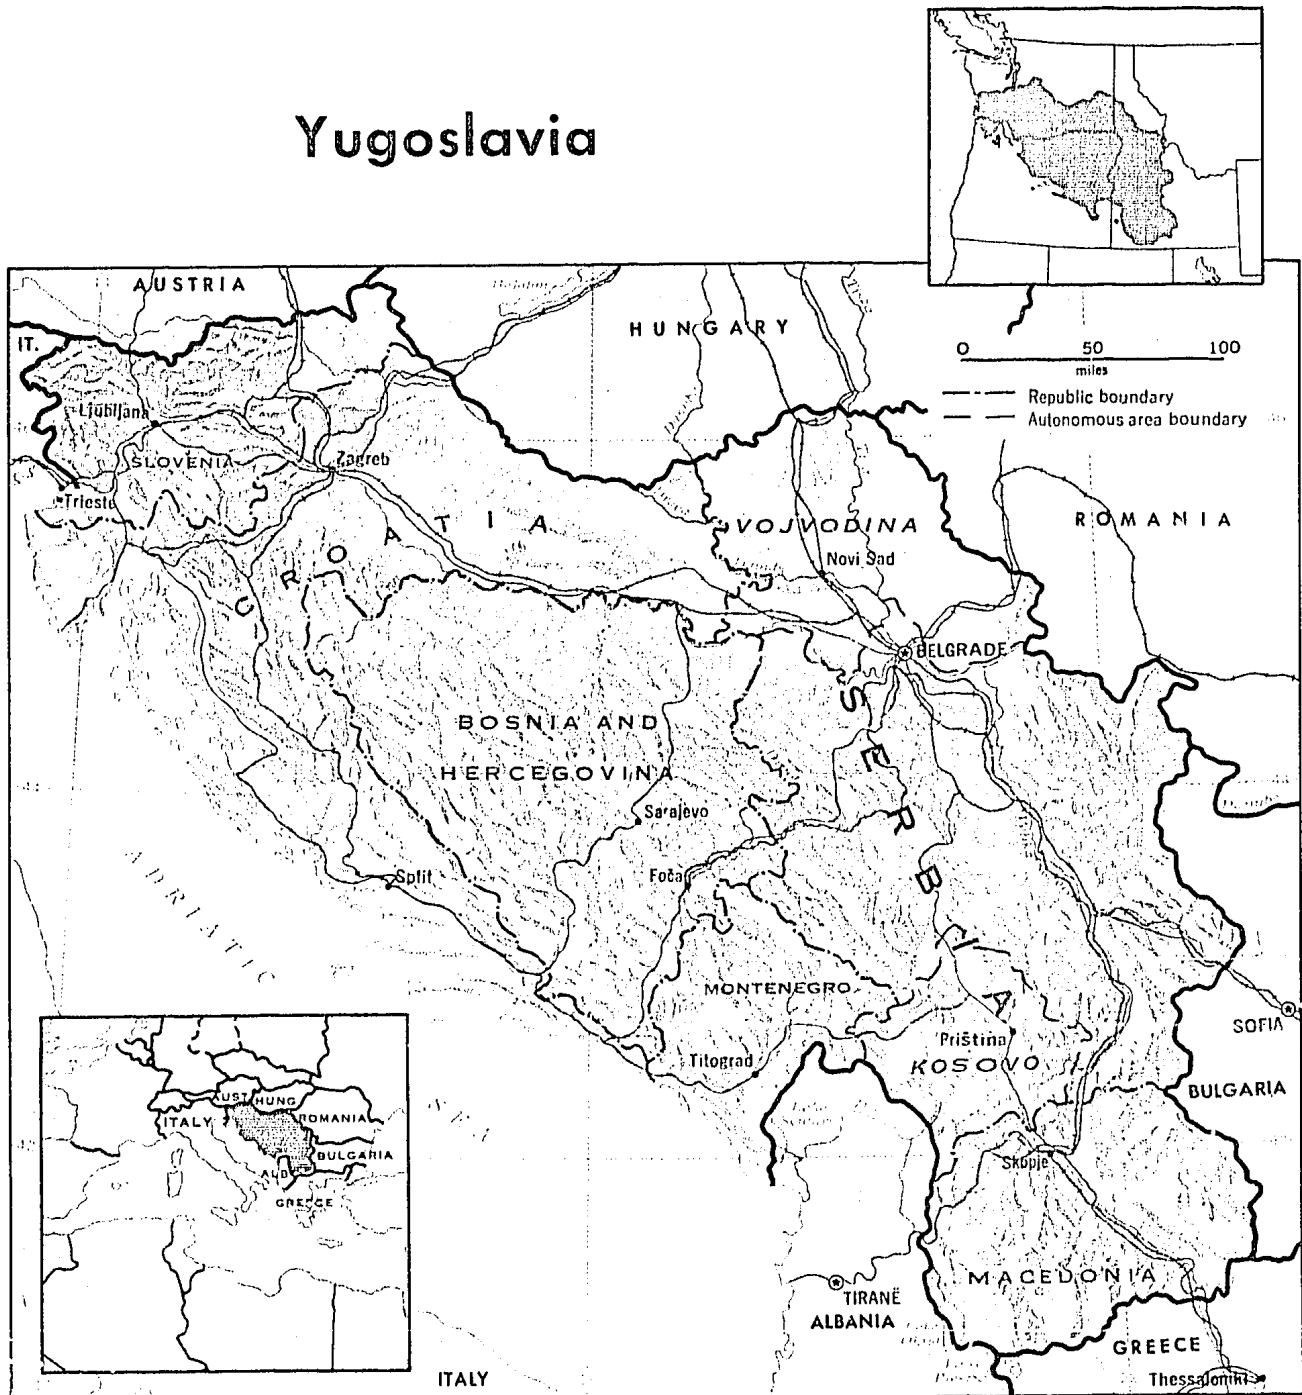 Yugoslavia
AUSTRIA
HUNGARY
IT.
0 50 100
miles
Republic boundary
Autonomous area boundary
Ljubljana
SLOVENIA
Zagreb
Trieste
CROATIA
VOJVODINA
Novi Sad
ROMANIA
BELGRADE
BOSNIA AND
HERCEGOVINA
SERBIA
Sarajevo
Split
Foča
ADRIATIC
SEA
MONTENEGRO
Titograd
Priština
KOSOVO
SOFIA
BULGARIA
Skopje
MACEDONIA
TIRANË
ALBANIA
GREECE
Thessaloniki
ITALY
AUST
HUNG
ITALY
ROMANIA
BULGARIA
ALB
GREECE